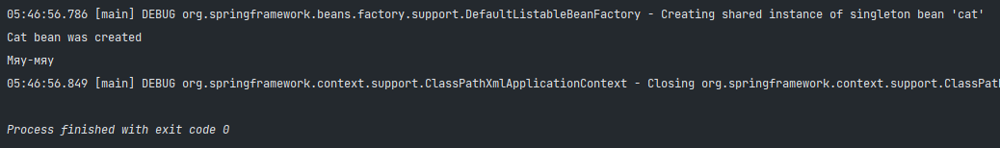 05:46:56.786 [main] DEBUG org.springframework.beans.factory.support.DefaultListableBeanFactory - Creating shared instance of singleton bean 'cat'
Cat bean was created
Мяу-мяу
05:46:56.849 [main] DEBUG org.springframework.context.support.ClassPathXmlApplicationContext - Closing org.springframework.context.support.ClassPat
Process finished with exit code 0